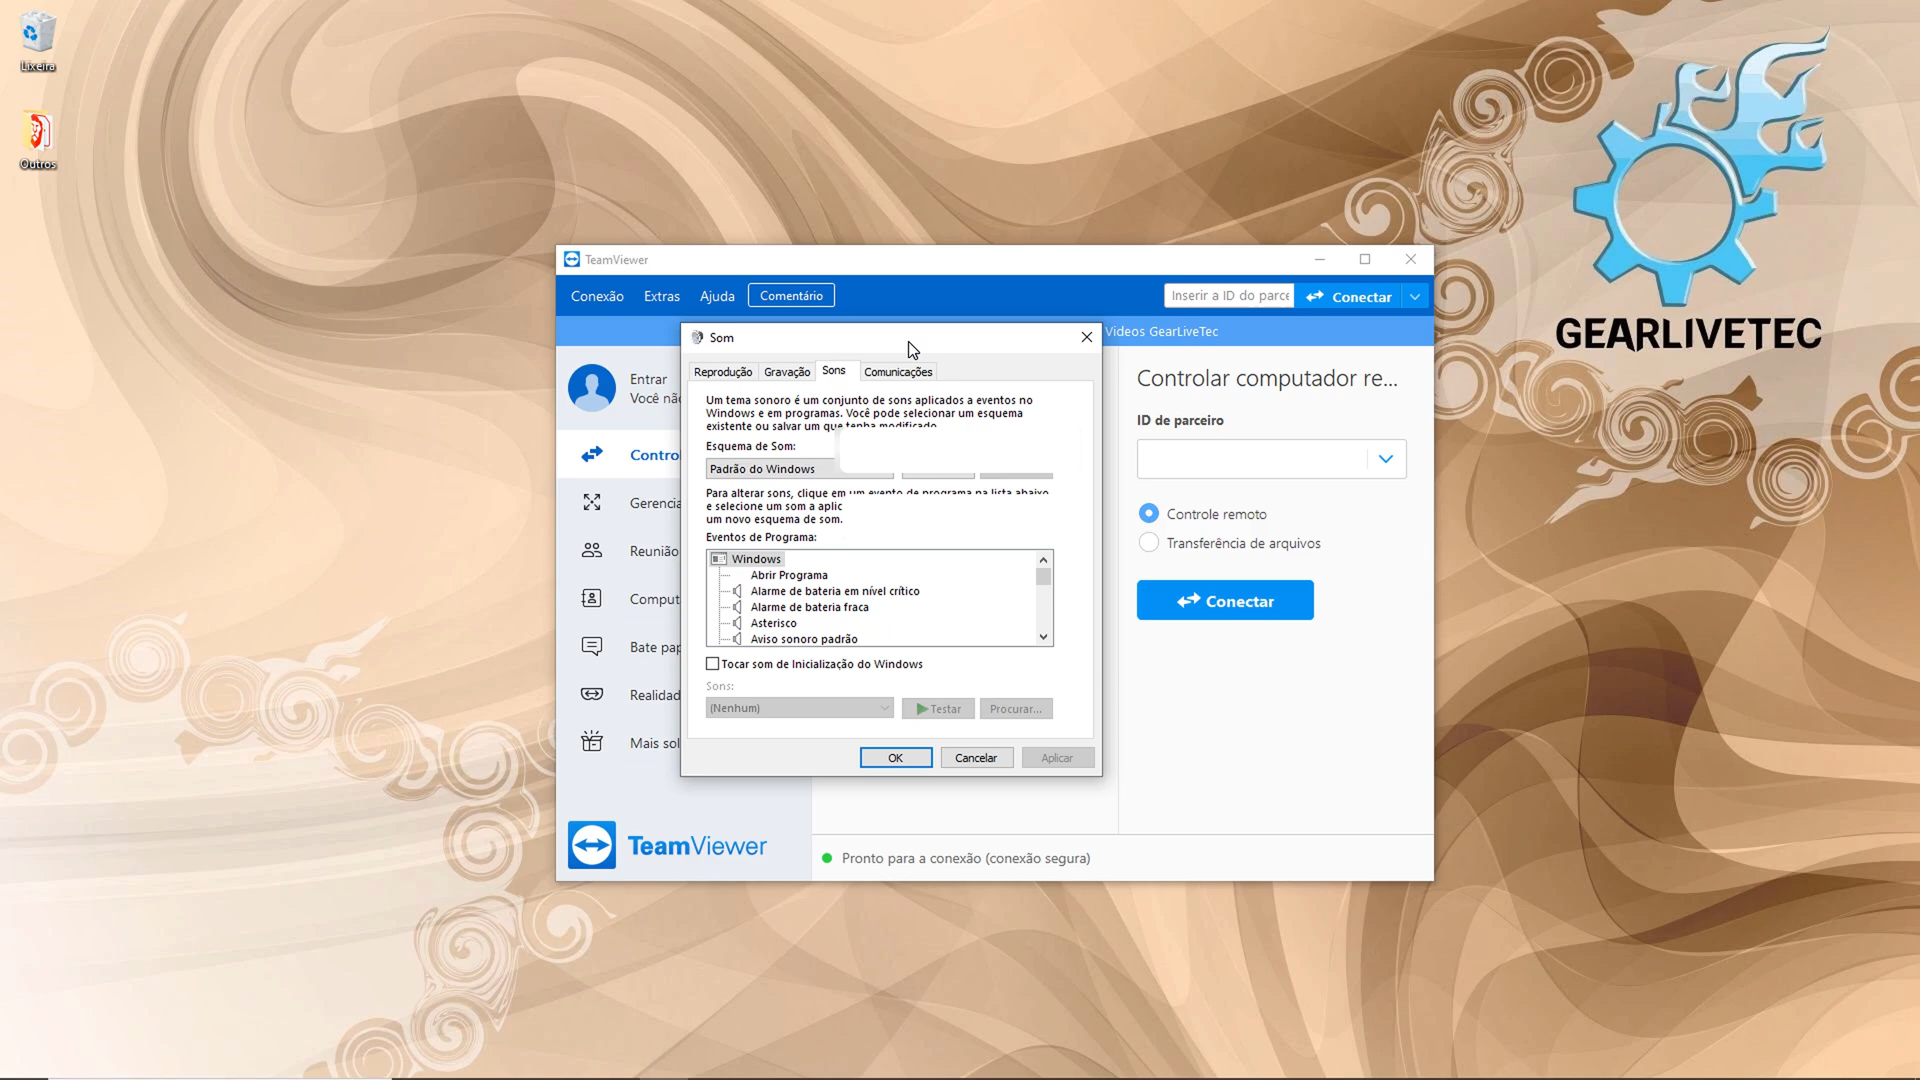 Lixeira
Outros
GEARLIVETEC
TeamViewer
Conexão Extras Ajuda Comentário
Inserir a ID do parce
Conectar
Videos GearLiveTec
Entrar
Você não
Control
Gerencia
Reunião
Comput
Bate pap
Realidad
Mais sol
TeamViewer
Som
Reprodução Gravação Sons Comunicações
Um tema sonoro é um conjunto de sons aplicados a eventos no
Windows e em programas. Você pode selecionar um esquema
existente ou salvar um que tenha modificado.
Esquema de Som:
Padrão do Windows
Para alterar sons, clique em um evento de programa na lista abaixo
e selecione um som a aplic
um novo esquema de som.
Eventos de Programa:
Windows
Abrir Programa
Alarme de bateria em nível crítico
Alarme de bateria fraca
Asterisco
Aviso sonoro padrão
Tocar som de Inicialização do Windows
Sons:
(Nenhum)
Testar
Procurar...
OK
Cancelar
Aplicar
Controlar computador re...
ID de parceiro
Controle remoto
Transferência de arquivos
Conectar
Pronto para a conexão (conexão segura)